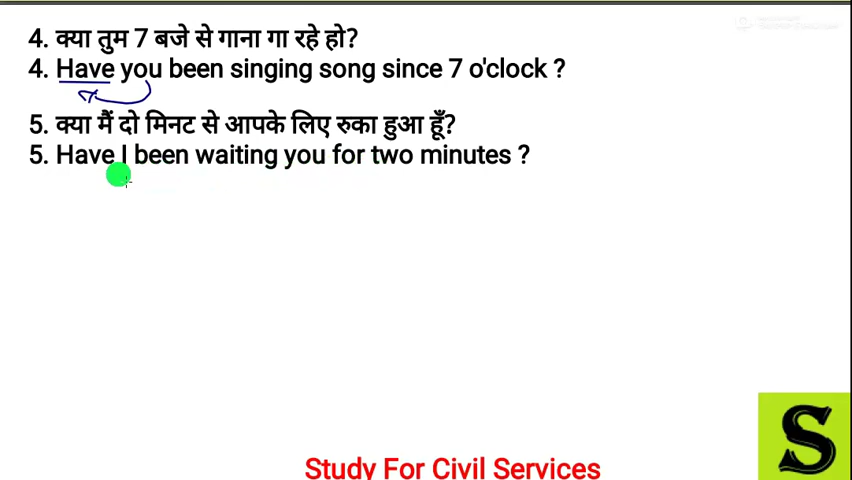 4. क्या तुम 7 बजे से गाना गा रहे हो?
4. Have you been singing song since 7 o'clock ?
5. क्या मैं दो मिनट से आपके लिए रुका हुआ हूँ?
5. Have I been waiting you for two minutes ?
S
Study For Civil Services